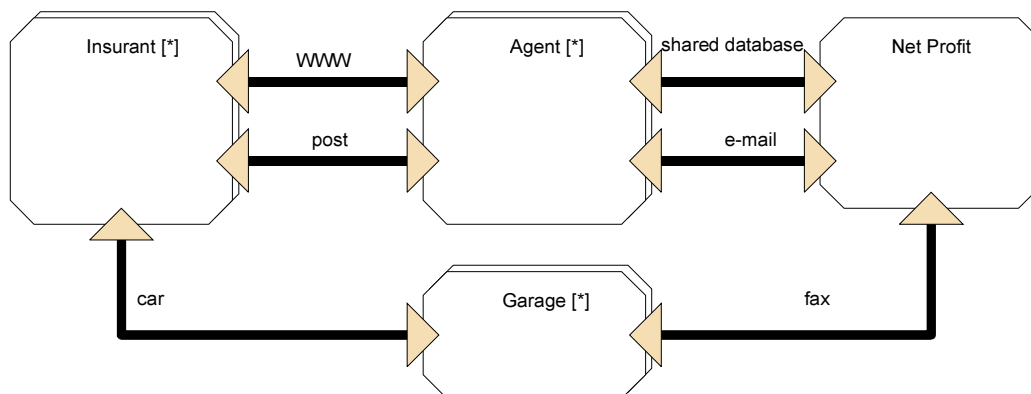 Insurant [*]
WWW
Agent [*]
shared database
Net Profit
post
e-mail
car
Garage [*]
fax